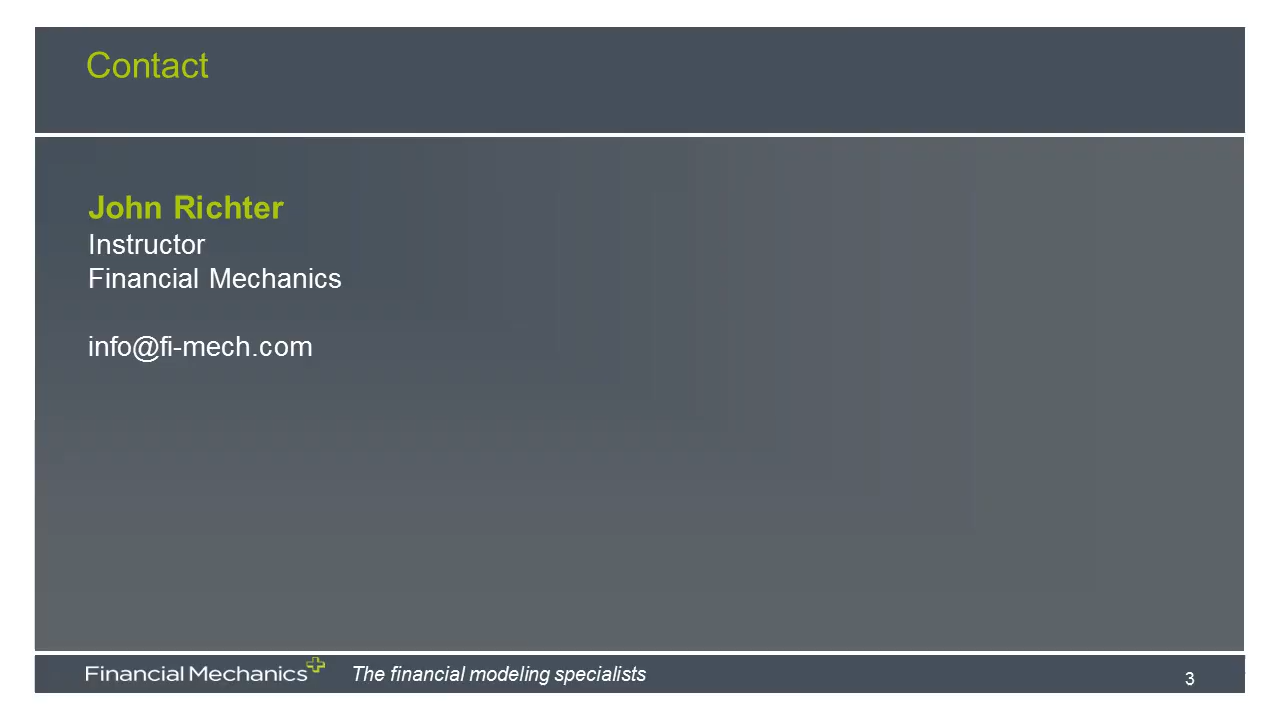 Contact
John Richter
Instructor
Financial Mechanics
info@fi-mech.com
Financial Mechanics
The financial modeling specialists
3